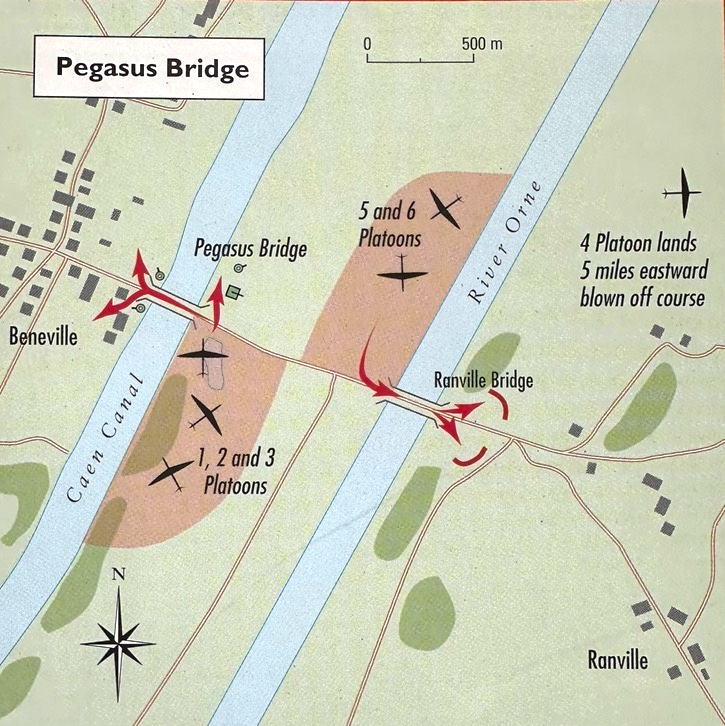 Pegasus Bridge
0 500 m
5 and 6
Platoons
River Orne
4 Platoon lands
5 miles eastward
blown off course
Pegasus Bridge
Beneville
Caen Canal
Ranville Bridge
1, 2 and 3
Platoons
N
Ranville